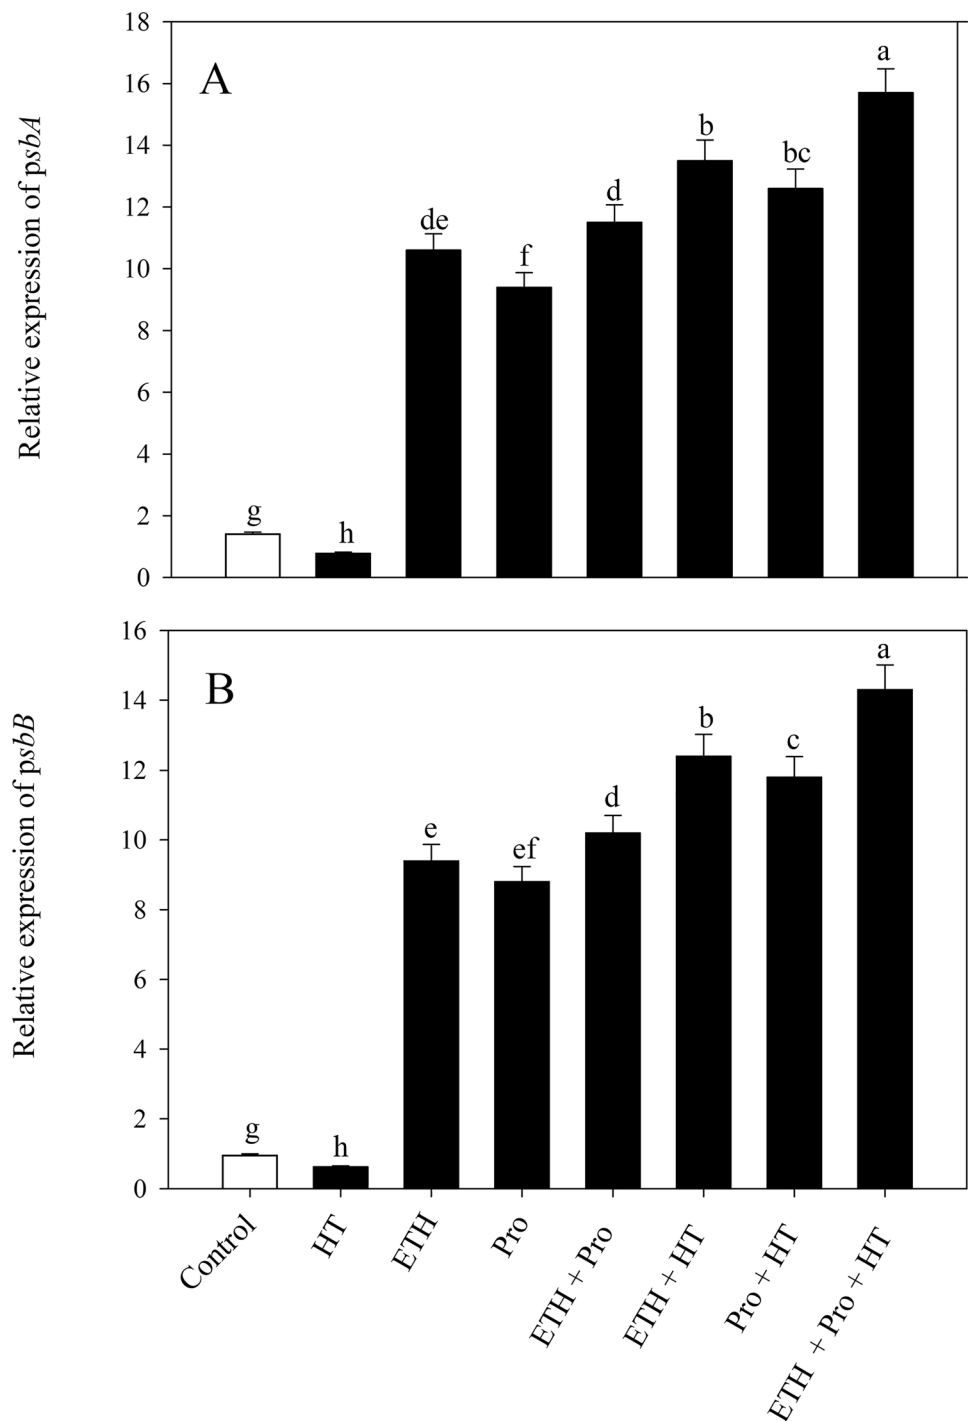 18
16
14
12
10
8
6
4
2
0
Relative expression of psbA
A
g
h
de
f
d
b
bc
a
16
14
12
10
8
6
4
2
0
Relative expression of psbB
B
g
h
e
ef
d
b
c
a
Control
HT
ETH
Pro
ETH + Pro
ETH + HT
Pro + HT
ETH + Pro + HT